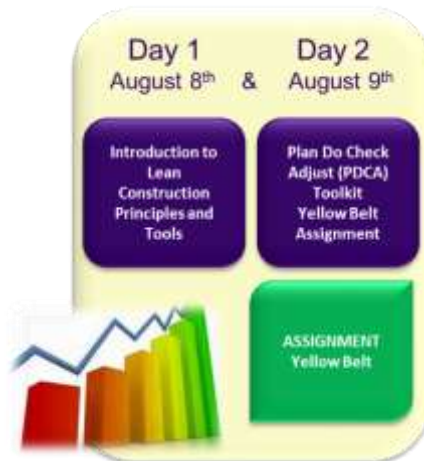 Day 1
August 8th
&
Day 2
August 9th
Introduction to
Lean
Construction
Principles and
Tools
Plan Do Check
Adjust (PDCA)
Toolkit
Yellow Belt
Assignment
ASSIGNMENT
Yellow Belt